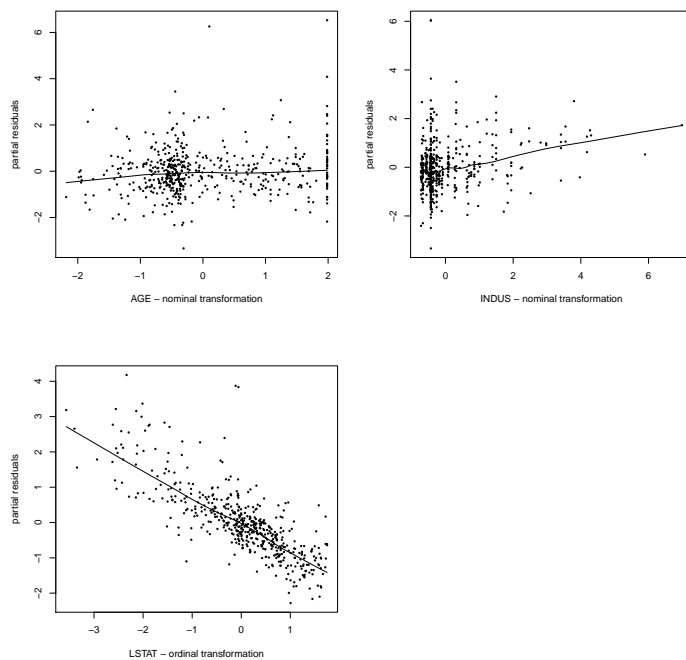 6
4
2
0
−2
partial residuals
−2 −1 0 1 2
AGE − nominal transformation
6
4
2
0
−2
partial residuals
0 2 4 6
INDUS − nominal transformation
4
3
2
1
0
−1
−2
partial residuals
−3 −2 −1 0 1
LSTAT − ordinal transformation